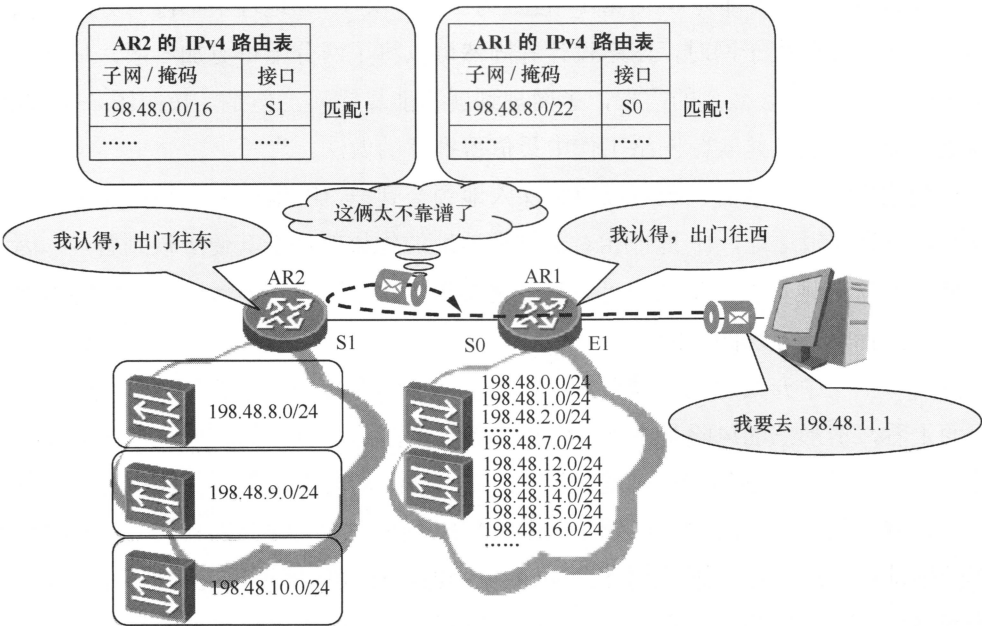 AR2 的 IPv4 路由表
子网 / 掩码 接口
198.48.0.0/16 S1
匹配!
…… ……
AR1 的 IPv4 路由表
子网 / 掩码 接口
198.48.8.0/22 S0
匹配!
…… ……
这俩太不靠谱了
我认得，出门往东
我认得，出门往西
AR2
AR1
S1
S0
E1
198.48.8.0/24
198.48.9.0/24
198.48.10.0/24
198.48.0.0/24
198.48.1.0/24
198.48.2.0/24
……
198.48.7.0/24
198.48.12.0/24
198.48.13.0/24
198.48.14.0/24
198.48.15.0/24
198.48.16.0/24
……
我要去 198.48.11.1